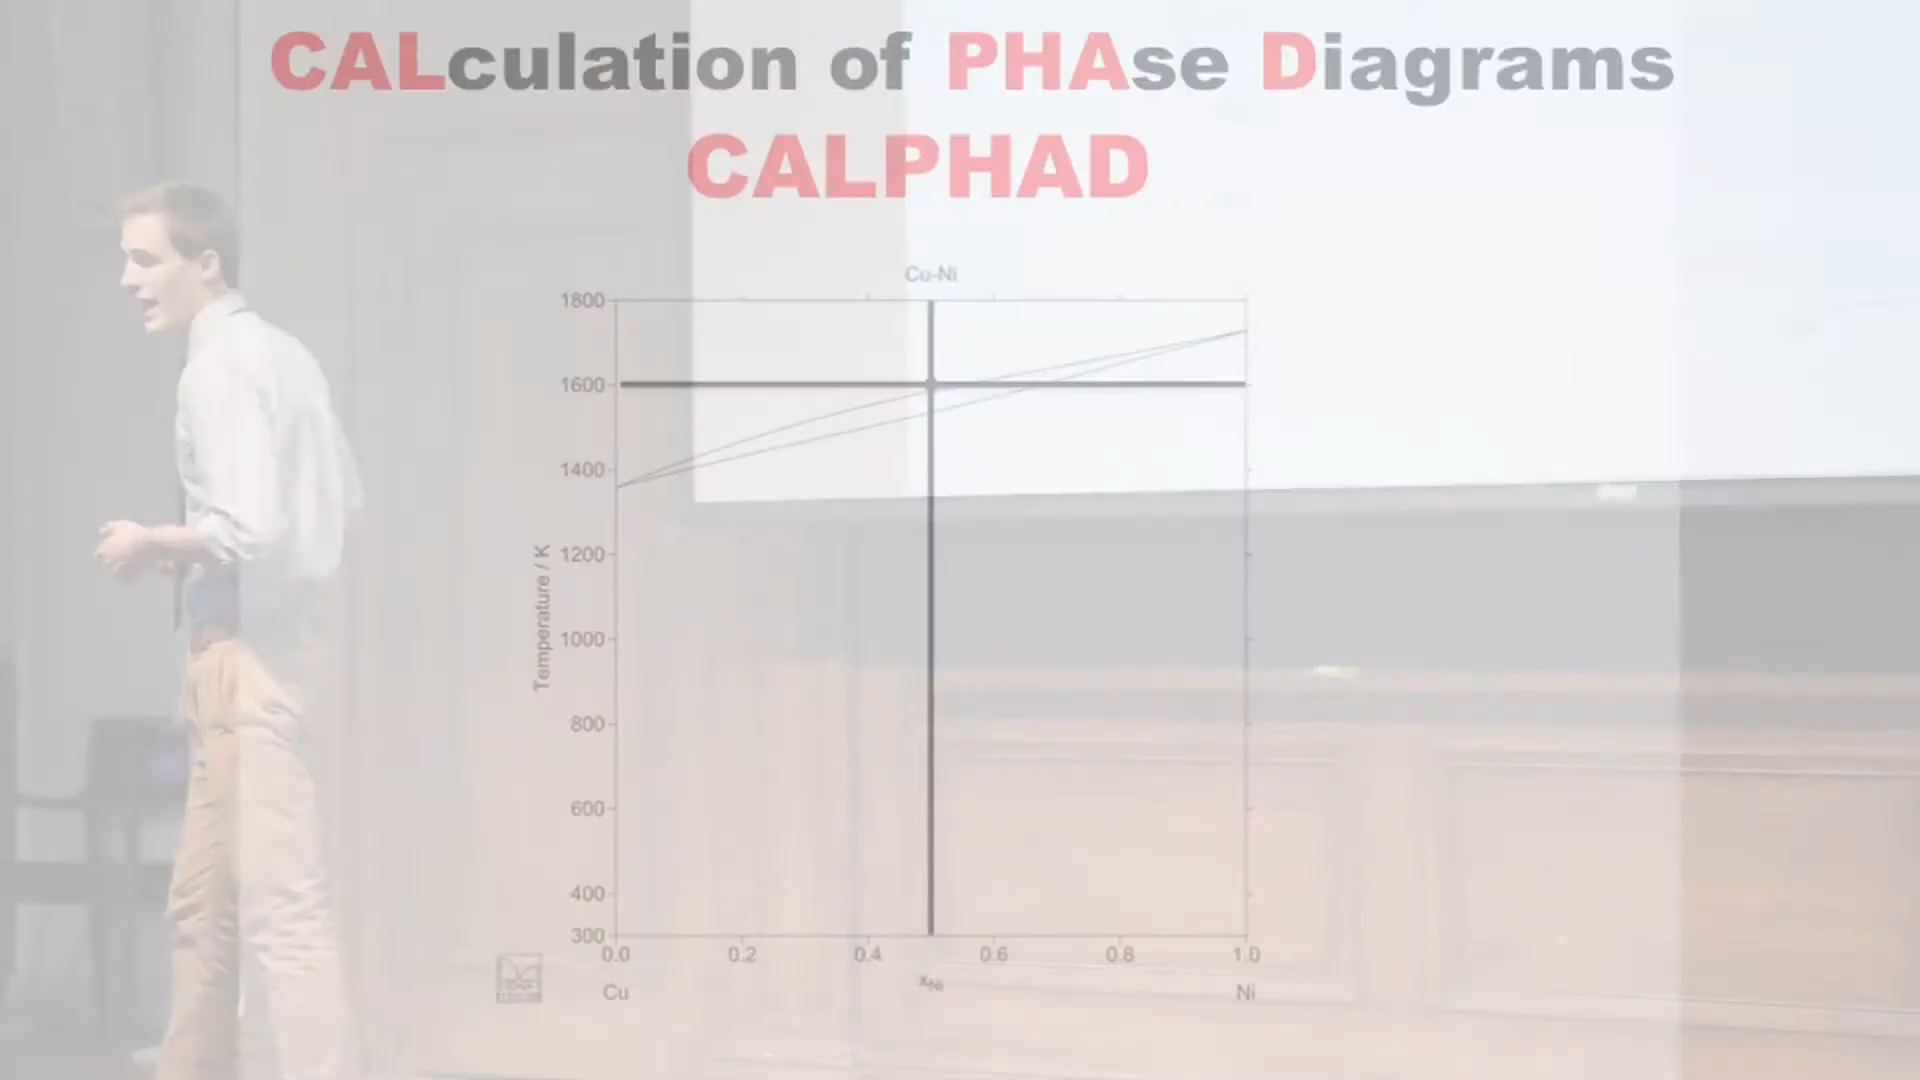 CALculation of PHAse Diagrams
CALPHAD
Cu-Ni
1800
1600
1400
1200
1000
800
600
400
300
Temperature / K
0.0 0.2 0.4 0.6 0.8 1.0
Cu xNi Ni